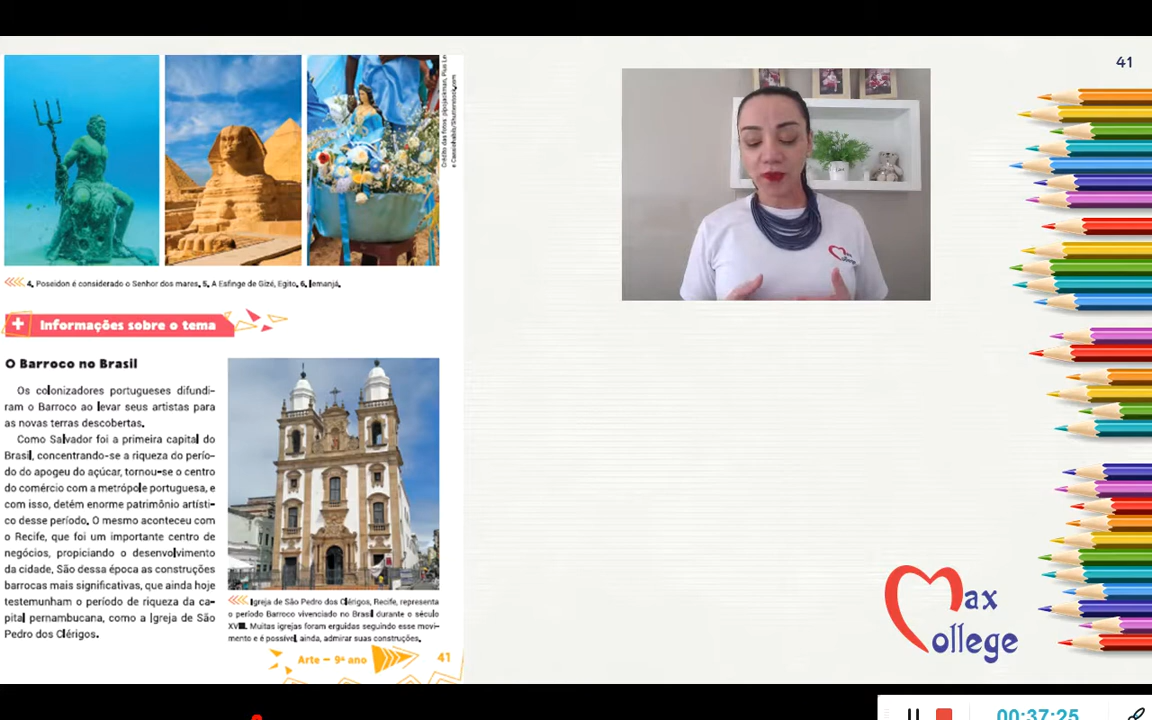 41
Crédito das fotos: pipojackman, Plus Le
e Cassiohabib/Shutterstock.com
4. Poseidon é considerado o Senhor dos mares. 5. A Esfinge de Gizé, Egito. 6. Iemanjá.
+ Informações sobre o tema
O Barroco no Brasil
Os colonizadores portugueses difundi-
ram o Barroco ao levar seus artistas para
as novas terras descobertas.
Como Salvador foi a primeira capital do
Brasil, concentrando-se a riqueza do perío-
do do apogeu do açúcar, tornou-se o centro
do comércio com a metrópole portuguesa, e
com isso, detém enorme patrimônio artísti-
co desse período. O mesmo aconteceu com
o Recife, que foi um importante centro de
negócios, propiciando o desenvolvimento
da cidade. São dessa época as construções
barrocas mais significativas, que ainda hoje
testemunham o período de riqueza da ca-
pital pernambucana, como a Igreja de São
Pedro dos Clérigos.
Igreja de São Pedro dos Clérigos, Recife, representa
o período Barroco vivenciado no Brasil durante o século
XVIII. Muitas igrejas foram erguidas seguindo esse movi-
mento e é possível, ainda, admirar suas construções.
Arte – 9º ano
41
Max
College
Max
College
00:37:25